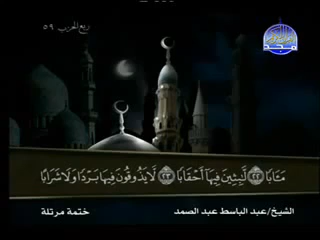 ربع الحزب ٥٩
مَـَٔابًا ۝٢٢ لَّٰبِثِينَ فِيهَآ أَحْقَابًا ۝٢٣ لَّا يَذُوقُونَ فِيهَا بَرْدًا وَلَا شَرَابًا
الشيخ/عبد الباسط عبد الصمد
ختمة مرتلة